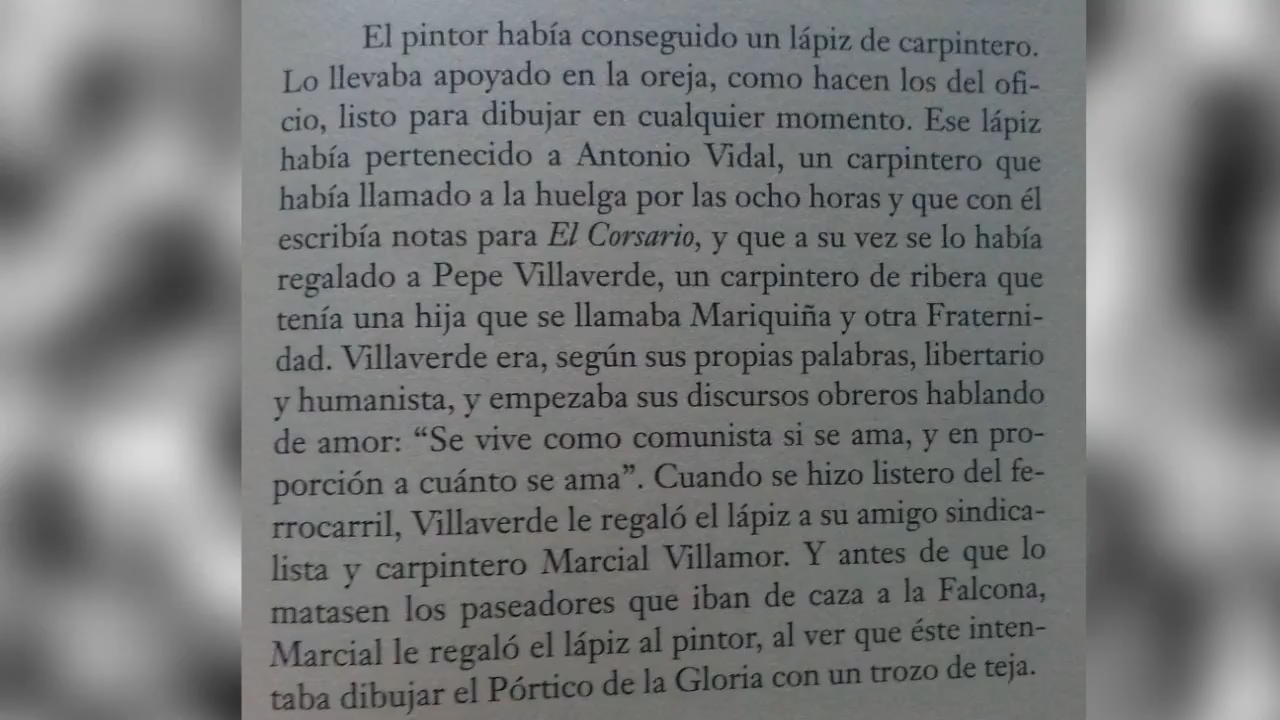 El pintor había conseguido un lápiz de carpintero.
Lo llevaba apoyado en la oreja, como hacen los del ofi-
cio, listo para dibujar en cualquier momento. Ese lápiz
había pertenecido a Antonio Vidal, un carpintero que
había llamado a la huelga por las ocho horas y que con él
escribía notas para El Corsario, y que a su vez se lo había
regalado a Pepe Villaverde, un carpintero de ribera que
tenía una hija que se llamaba Mariquiña y otra Fraterni-
dad. Villaverde era, según sus propias palabras, libertario
y humanista, y empezaba sus discursos obreros hablando
de amor: “Se vive como comunista si se ama, y en pro-
porción a cuánto se ama”. Cuando se hizo listero del fe-
rrocarril, Villaverde le regaló el lápiz a su amigo sindica-
lista y carpintero Marcial Villamor. Y antes de que lo
matasen los paseadores que iban de caza a la Falcona,
Marcial le regaló el lápiz al pintor, al ver que éste inten-
taba dibujar el Pórtico de la Gloria con un trozo de teja.